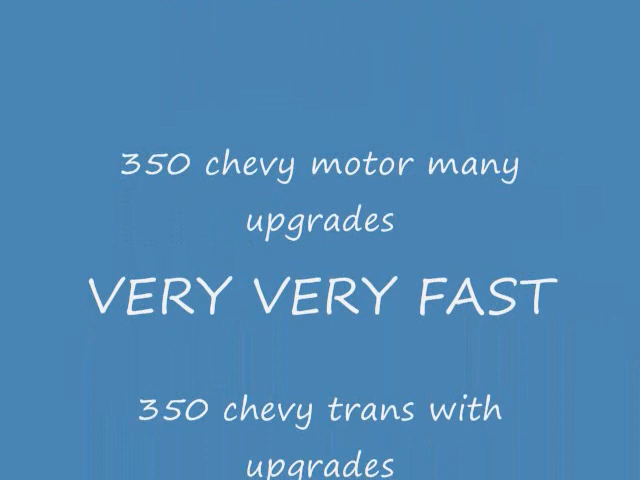 350 chevy motor many
upgrades
VERY VERY FAST
350 chevy trans with
upgrades